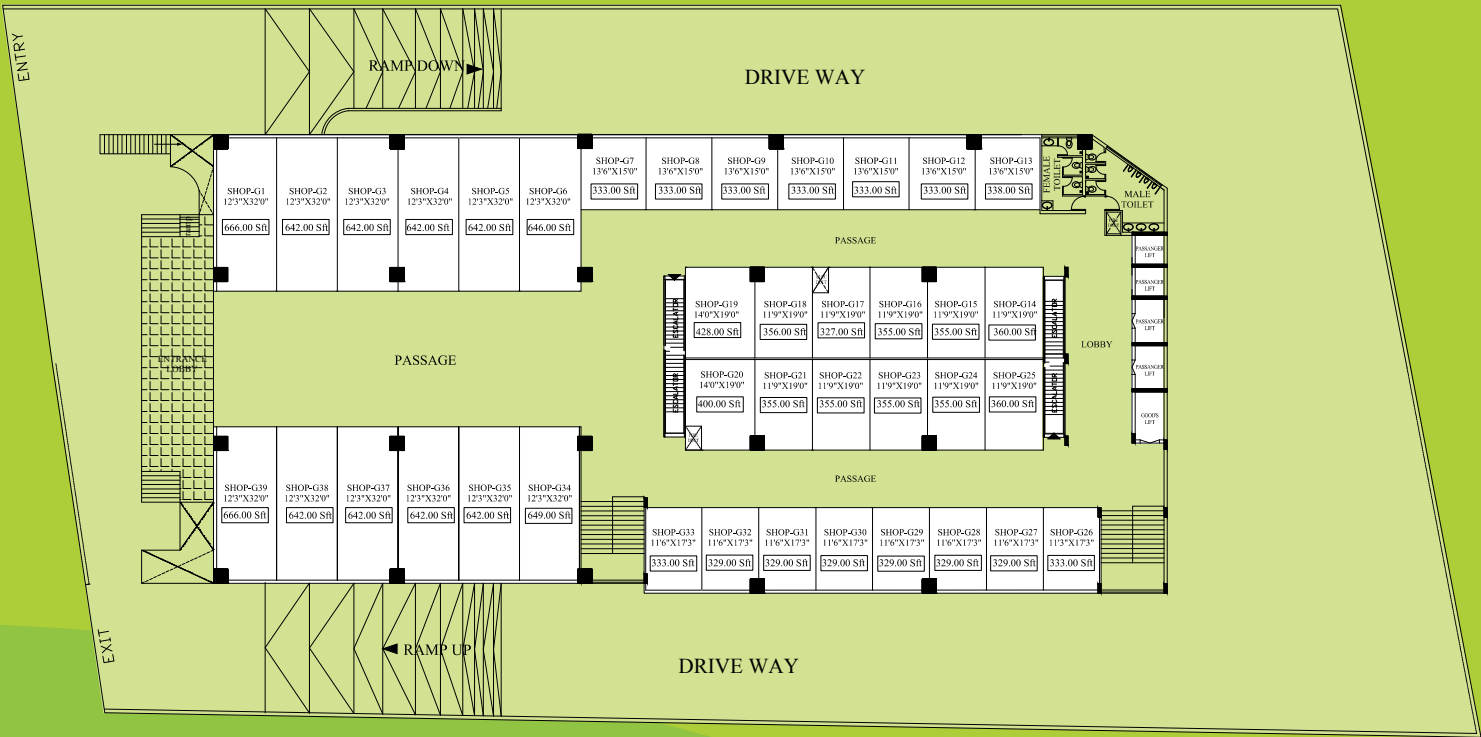 ENTRY
RAMP DOWN
DRIVE WAY
SHOP-G1
12'3"X32'0"
666.00 Sft
SHOP-G2
12'3"X32'0"
642.00 Sft
SHOP-G3
12'3"X32'0"
642.00 Sft
SHOP-G4
12'3"X32'0"
642.00 Sft
SHOP-G5
12'3"X32'0"
642.00 Sft
SHOP-G6
12'3"X32'0"
646.00 Sft
SHOP-G7
13'6"X15'0"
333.00 Sft
SHOP-G8
13'6"X15'0"
333.00 Sft
SHOP-G9
13'6"X15'0"
333.00 Sft
SHOP-G10
13'6"X15'0"
333.00 Sft
SHOP-G11
13'6"X15'0"
333.00 Sft
SHOP-G12
13'6"X15'0"
333.00 Sft
SHOP-G13
13'6"X15'0"
338.00 Sft
FEMALE
TOILET
MALE
TOILET
PASSAGE
PASSANGER
LIFT
PASSANGER
LIFT
PASSANGER
LIFT
PASSANGER
LIFT
GOOD'S
LIFT
LOBBY
ESCALATOR
SHOP-G19
14'0"X19'0"
428.00 Sft
SHOP-G18
11'9"X19'0"
356.00 Sft
SHOP-G17
11'9"X19'0"
327.00 Sft
SHOP-G16
11'9"X19'0"
355.00 Sft
SHOP-G15
11'9"X19'0"
355.00 Sft
SHOP-G14
11'9"X19'0"
360.00 Sft
ESCALATOR
ENTRANCE
LOBBY
PASSAGE
ESCALATOR
SHOP-G20
14'0"X19'0"
400.00 Sft
SHOP-G21
11'9"X19'0"
355.00 Sft
SHOP-G22
11'9"X19'0"
355.00 Sft
SHOP-G23
11'9"X19'0"
355.00 Sft
SHOP-G24
11'9"X19'0"
355.00 Sft
SHOP-G25
11'9"X19'0"
360.00 Sft
ESCALATOR
PASSAGE
SHOP-G39
12'3"X32'0"
666.00 Sft
SHOP-G38
12'3"X32'0"
642.00 Sft
SHOP-G37
12'3"X32'0"
642.00 Sft
SHOP-G36
12'3"X32'0"
642.00 Sft
SHOP-G35
12'3"X32'0"
642.00 Sft
SHOP-G34
12'3"X32'0"
649.00 Sft
SHOP-G33
11'6"X17'3"
333.00 Sft
SHOP-G32
11'6"X17'3"
329.00 Sft
SHOP-G31
11'6"X17'3"
329.00 Sft
SHOP-G30
11'6"X17'3"
329.00 Sft
SHOP-G29
11'6"X17'3"
329.00 Sft
SHOP-G28
11'6"X17'3"
329.00 Sft
SHOP-G27
11'6"X17'3"
329.00 Sft
SHOP-G26
11'3"X17'3"
333.00 Sft
EXIT
RAMP UP
DRIVE WAY